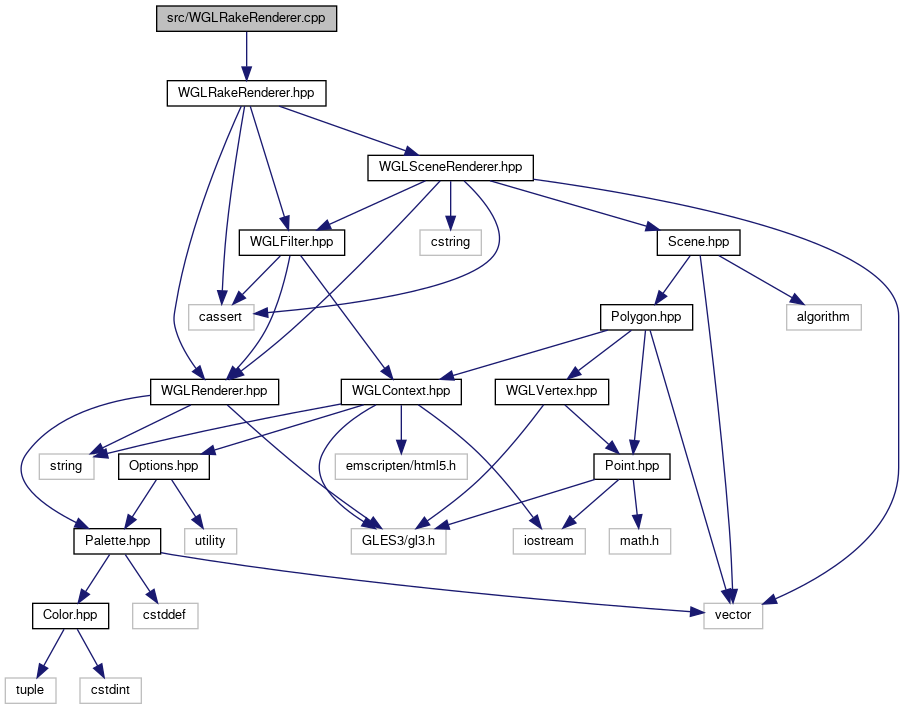 src/WGLRakeRenderer.cpp
WGLRakeRenderer.hpp
WGLSceneRenderer.hpp
WGLFilter.hpp
cstring
Scene.hpp
cassert
Polygon.hpp
algorithm
WGLRenderer.hpp
WGLContext.hpp
WGLVertex.hpp
string
Options.hpp
emscripten/html5.h
Point.hpp
Palette.hpp
utility
GLES3/gl3.h
iostream
math.h
Color.hpp
cstddef
vector
tuple
cstdint